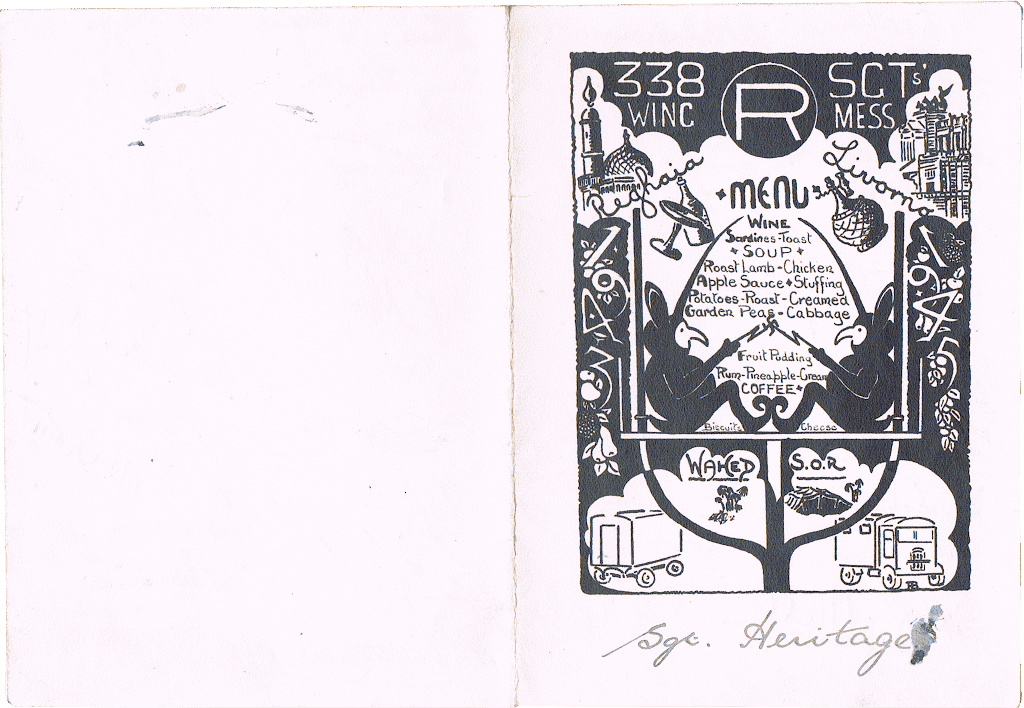 338 WING
R
SGTs' MESS
Reghaia
Livorno
MENU
WINE
Sardines-Toast
SOUP
Roast Lamb-Chicken
Apple Sauce Stuffing
Potatoes-Roast-Creamed
Garden Peas-Cabbage
Fruit Pudding
Rum-Pineapple-Cream
COFFEE
Biscuits Cheese
WAHED
S.O.R
Sgt. Heritage